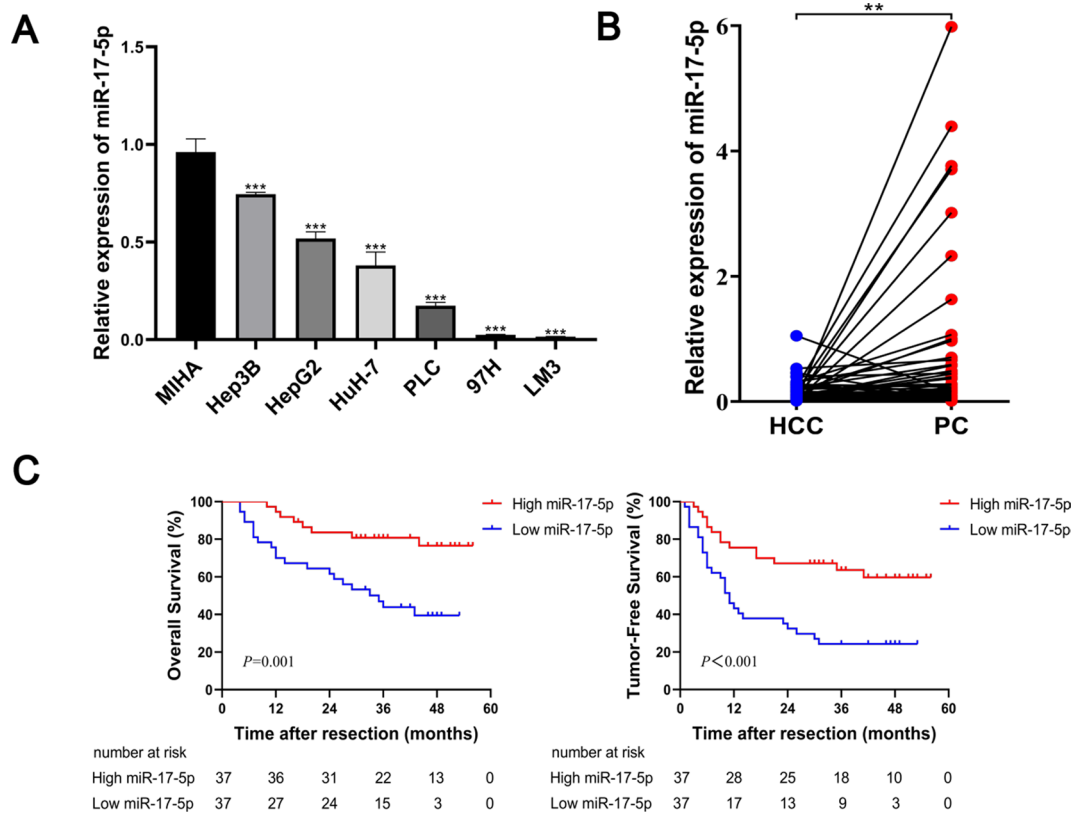 A
Relative expression of miR-17-5p
1.5
1.0
0.5
0.0
***
***
***
***
***
***
MIHA
Hep3B
HepG2
HuH-7
PLC
97H
LM3
B
Relative expression of miR-17-5p
**
6
4
2
0
HCC
PC
C
Overall Survival (%)
100
80
60
40
20
0
High miR-17-5p
Low miR-17-5p
P=0.001
0 12 24 36 48 60
Time after resection (months)
number at risk
High miR-17-5p 37 36 31 22 13 0
Low miR-17-5p 37 27 24 15 3 0
Tumor-Free Survival (%)
100
80
60
40
20
0
High miR-17-5p
Low miR-17-5p
P<0.001
0 12 24 36 48 60
Time after resection (months)
number at risk
High miR-17-5p 37 28 25 18 10 0
Low miR-17-5p 37 17 13 9 3 0